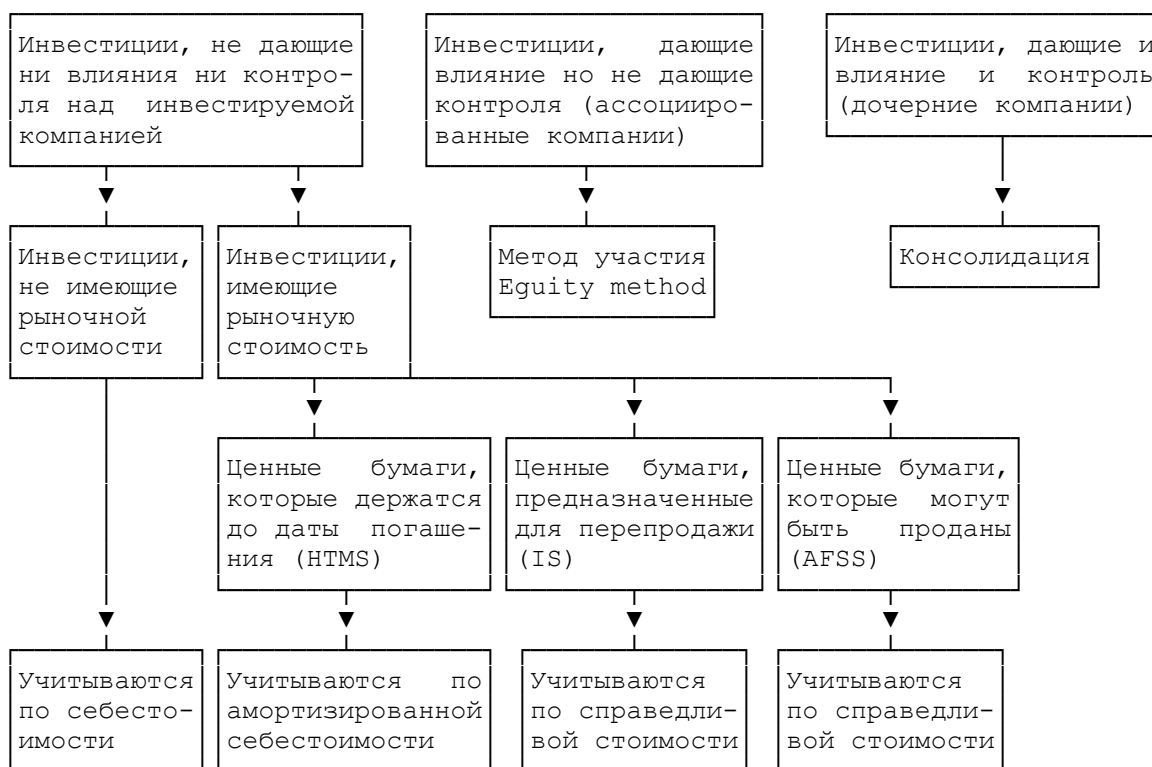 Инвестиции, не дающие
ни влияния ни контро-
ля над инвестируемой
компанией
Инвестиции, дающие
влияние но не дающие
контроля (ассоцииро-
ванные компании)
Инвестиции, дающие и
влияние и контроль
(дочерние компании)
Инвестиции,
не имеющие
рыночной
стоимости
Инвестиции,
имеющие
рыночную
стоимость
Метод участия
Eguity method
Консолидация
Ценные бумаги,
которые держатся
до даты погаше-
ния (HTMS)
Ценные бумаги,
предназначенные
для перепродажи
(IS)
Ценные бумаги,
которые могут
быть проданы
(AFSS)
Учитываются
по себесто-
имости
Учитываются по
амортизированной
себестоимости
Учитываются
по справедли-
вой стоимости
Учитываются
по справедли-
вой стоимости